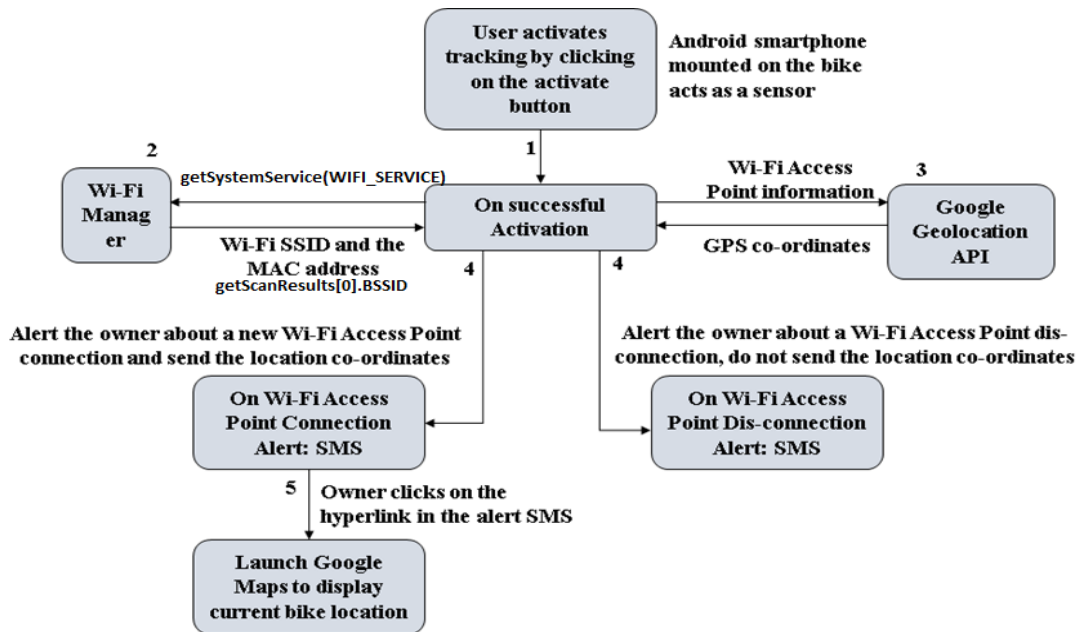 User activates
tracking by clicking
on the activate
button
Android smartphone
mounted on the bike
acts as a sensor
1
2
getSystemService(WIFI_SERVICE)
Wi-Fi
Manag
er
Wi-Fi SSID and the
MAC address
getScanResults[0].BSSID
On successful
Activation
Wi-Fi Access
Point information
3
GPS co-ordinates
Google
Geolocation
API
4
4
Alert the owner about a new Wi-Fi Access Point
connection and send the location co-ordinates
Alert the owner about a Wi-Fi Access Point dis-
connection, do not send the location co-ordinates
On Wi-Fi Access
Point Connection
Alert: SMS
On Wi-Fi Access
Point Dis-connection
Alert: SMS
5
Owner clicks on the
hyperlink in the alert SMS
Launch Google
Maps to display
current bike location